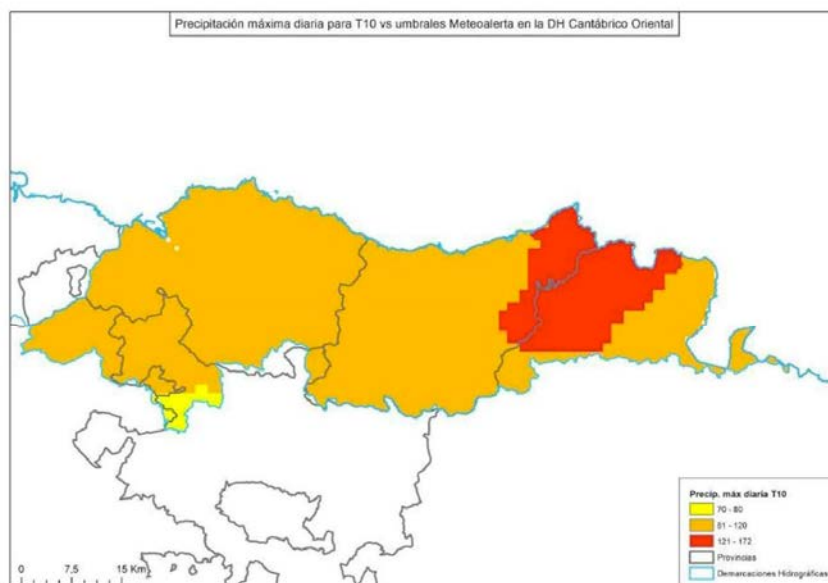 Precipitación máxima diaria para T10 vs umbrales Meteoalerta en la DH Cantábrico Oriental
Precip. máx diaria T10
70 - 80
81 - 120
121 - 172
Provincias
Demarcaciones Hidrográficas
0 7,5 15 Km